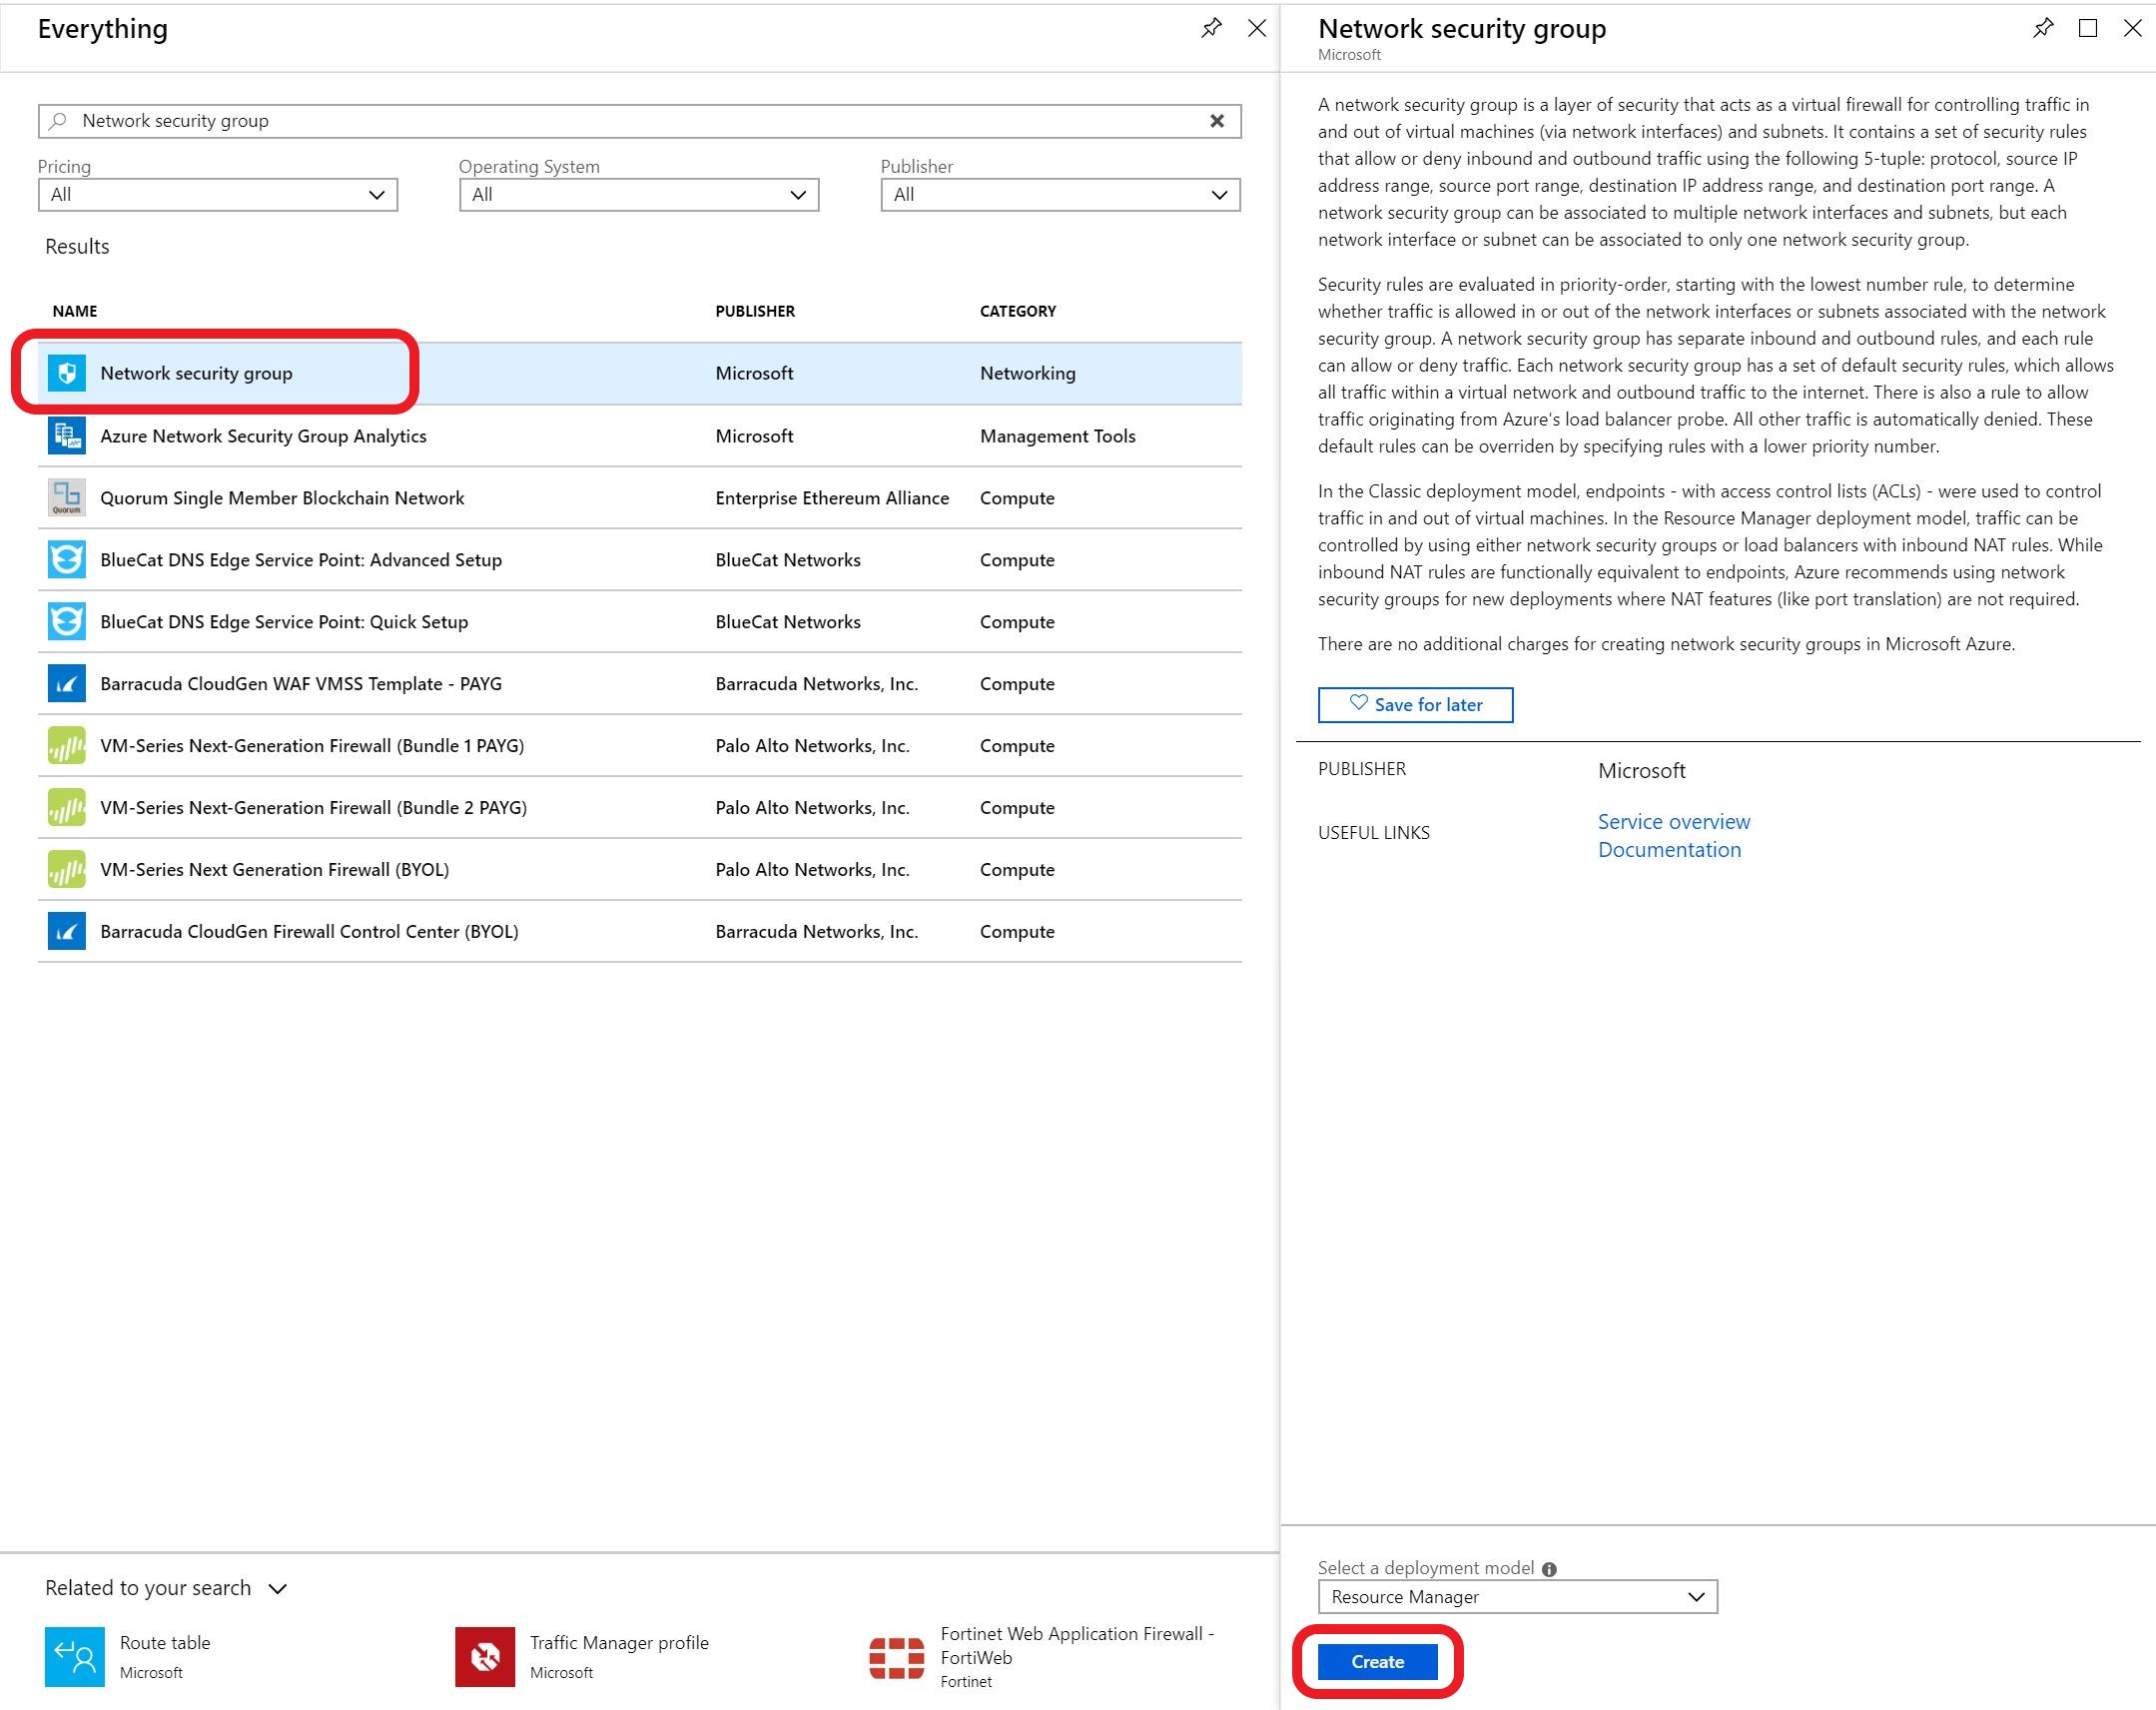 Everything
Network security group
Pricing
All
Operating System
All
Publisher
All
Results
NAME PUBLISHER CATEGORY
Network security group Microsoft Networking
Azure Network Security Group Analytics Microsoft Management Tools
Quorum
Quorum Single Member Blockchain Network Enterprise Ethereum Alliance Compute
BlueCat DNS Edge Service Point: Advanced Setup BlueCat Networks Compute
BlueCat DNS Edge Service Point: Quick Setup BlueCat Networks Compute
Barracuda CloudGen WAF VMSS Template - PAYG Barracuda Networks, Inc. Compute
VM-Series Next-Generation Firewall (Bundle 1 PAYG) Palo Alto Networks, Inc. Compute
VM-Series Next-Generation Firewall (Bundle 2 PAYG) Palo Alto Networks, Inc. Compute
VM-Series Next Generation Firewall (BYOL) Palo Alto Networks, Inc. Compute
Barracuda CloudGen Firewall Control Center (BYOL) Barracuda Networks, Inc. Compute
Related to your search
Route table
Microsoft
Traffic Manager profile
Microsoft
Fortinet Web Application Firewall -
FortiWeb
Fortinet
Network security group
Microsoft
A network security group is a layer of security that acts as a virtual firewall for controlling traffic in
and out of virtual machines (via network interfaces) and subnets. It contains a set of security rules
that allow or deny inbound and outbound traffic using the following 5-tuple: protocol, source IP
address range, source port range, destination IP address range, and destination port range. A
network security group can be associated to multiple network interfaces and subnets, but each
network interface or subnet can be associated to only one network security group.
Security rules are evaluated in priority-order, starting with the lowest number rule, to determine
whether traffic is allowed in or out of the network interfaces or subnets associated with the network
security group. A network security group has separate inbound and outbound rules, and each rule
can allow or deny traffic. Each network security group has a set of default security rules, which allows
all traffic within a virtual network and outbound traffic to the internet. There is also a rule to allow
traffic originating from Azure's load balancer probe. All other traffic is automatically denied. These
default rules can be overriden by specifying rules with a lower priority number.
In the Classic deployment model, endpoints - with access control lists (ACLs) - were used to control
traffic in and out of virtual machines. In the Resource Manager deployment model, traffic can be
controlled by using either network security groups or load balancers with inbound NAT rules. While
inbound NAT rules are functionally equivalent to endpoints, Azure recommends using network
security groups for new deployments where NAT features (like port translation) are not required.
There are no additional charges for creating network security groups in Microsoft Azure.
Save for later
PUBLISHER Microsoft
USEFUL LINKS Service overview
Documentation
Select a deployment model
Resource Manager
Create